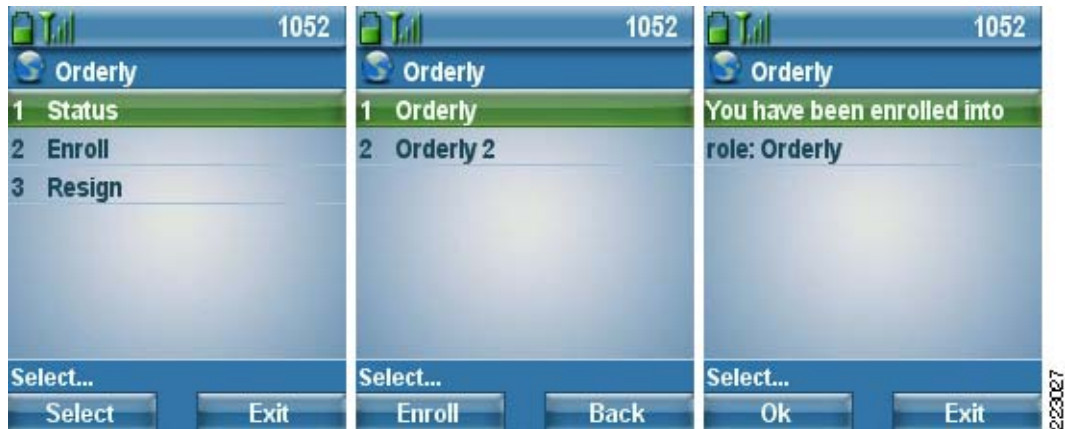 1052
Orderly
1 Status
2 Enroll
3 Resign
Select...
Select Exit
1052
Orderly
1 Orderly
2 Orderly 2
Select...
Enroll Back
1052
Orderly
You have been enrolled into
role: Orderly
Select...
Ok Exit
223027